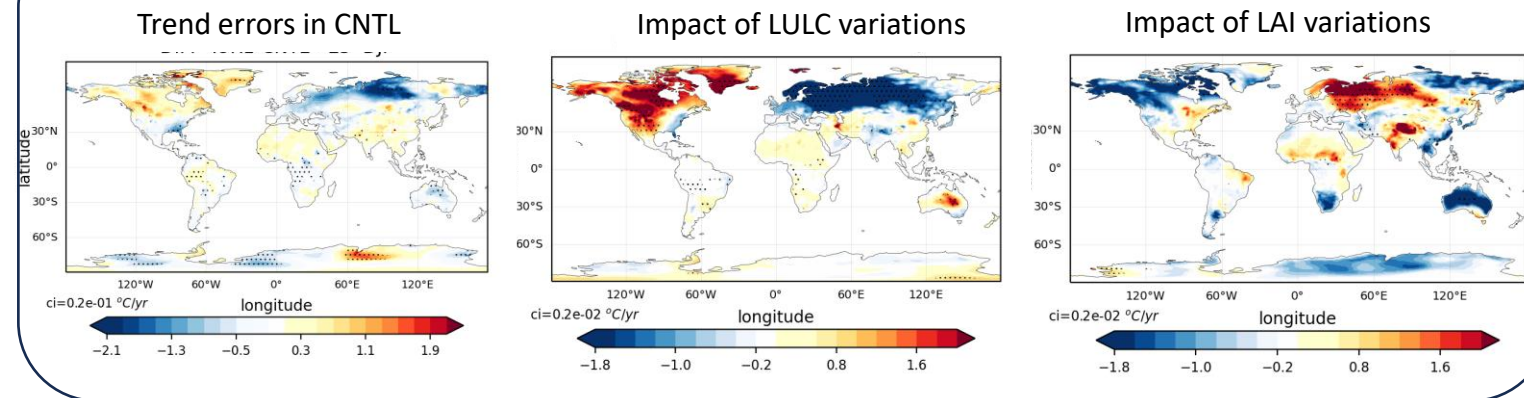 Trend errors in CNTL
Impact of LULC variations
Impact of LAI variations
30°N
0°
30°S
60°S
latitude
120°W 60°W 0° 60°E 120°E
longitude
ci=0.2e-01 °C/yr
−2.1 −1.3 −0.5 0.3 1.1 1.9
30°N
0°
30°S
60°S
120°W 60°W 0° 60°E 120°E
longitude
ci=0.2e-02 °C/yr
−1.8 −1.0 −0.2 0.8 1.6
30°N
0°
30°S
60°S
120°W 60°W 0° 60°E 120°E
longitude
ci=0.2e-02 °C/yr
−1.8 −1.0 −0.2 0.8 1.6